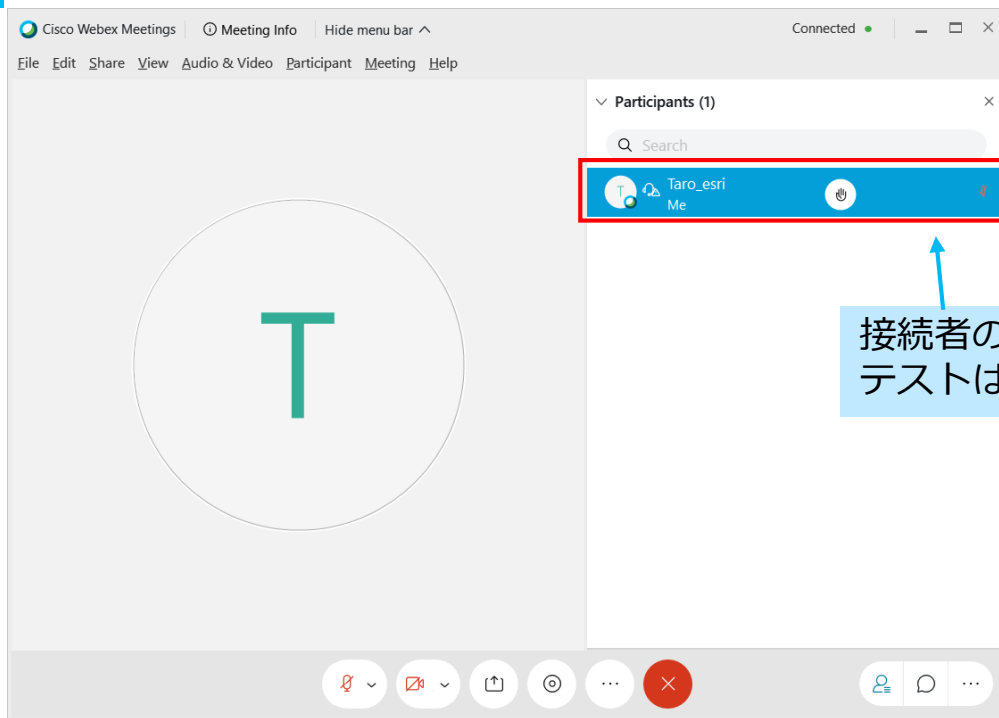 Cisco Webex Meetings Meeting Info Hide menu bar Connected
File Edit Share View Audio & Video Participant Meeting Help
Participants (1)
Search
T Taro_esri
Me
T
接続者の
テストは